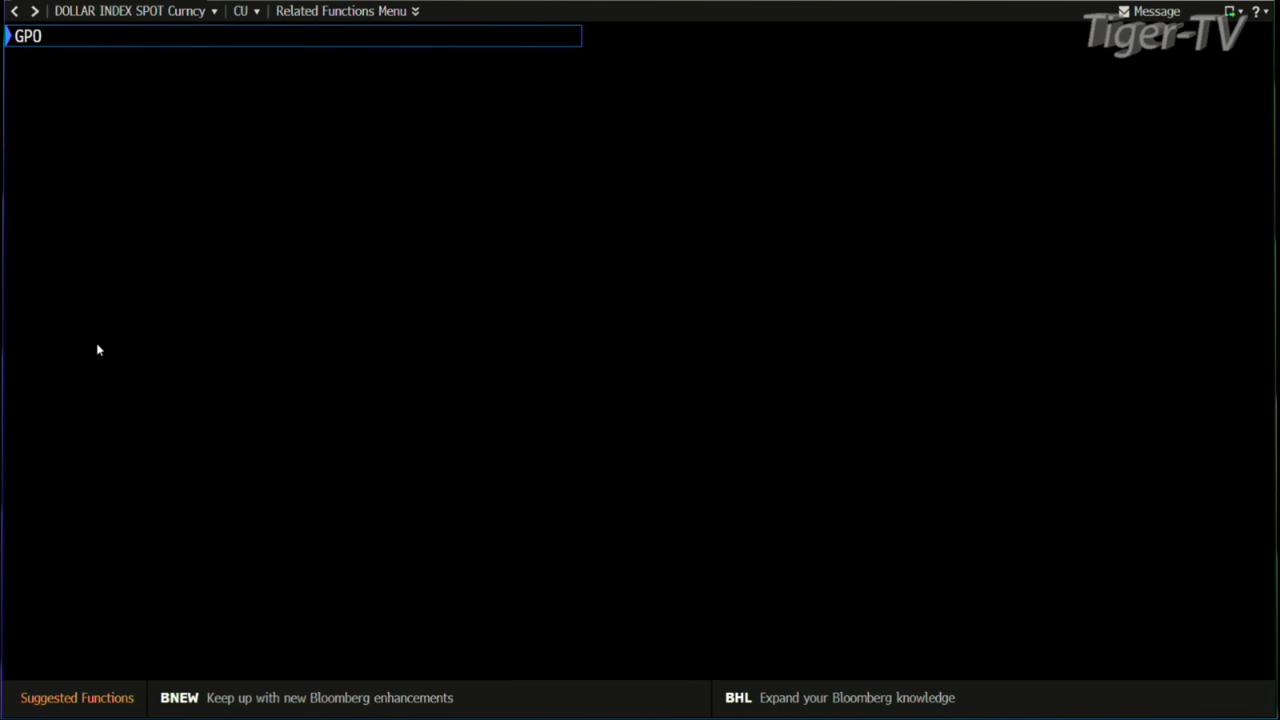 DOLLAR INDEX SPOT Curncy CU Related Functions Menu Message ?
GPO
Tiger-TV
Suggested Functions BNEW Keep up with new Bloomberg enhancements BHL Expand your Bloomberg knowledge